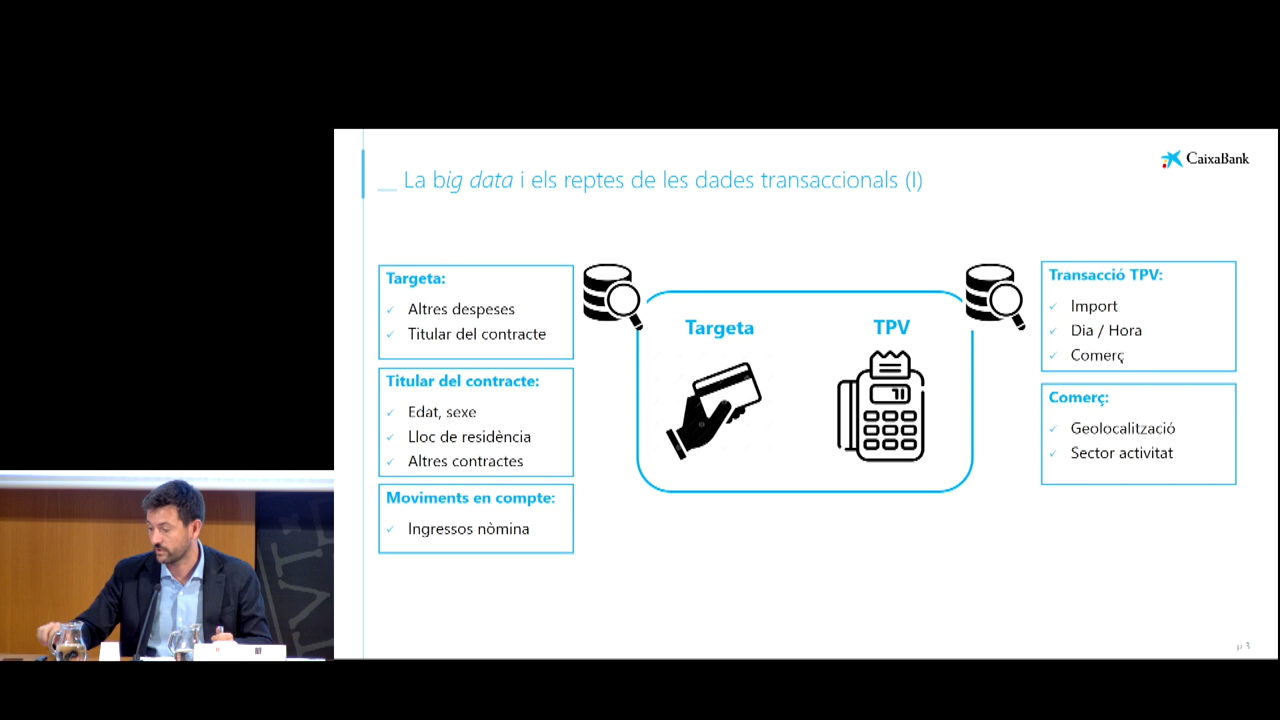 CaixaBank
__ La big data i els reptes de les dades transaccionals (I)
Targeta:
Altres despeses
Titular del contracte
Titular del contracte:
Edat, sexe
Lloc de residència
Altres contractes
Moviments en compte:
Ingressos nòmina
Targeta
TPV
Transacció TPV:
Import
Dia / Hora
Comerç
Comerç:
Geolocalització
Sector activitat
p 3